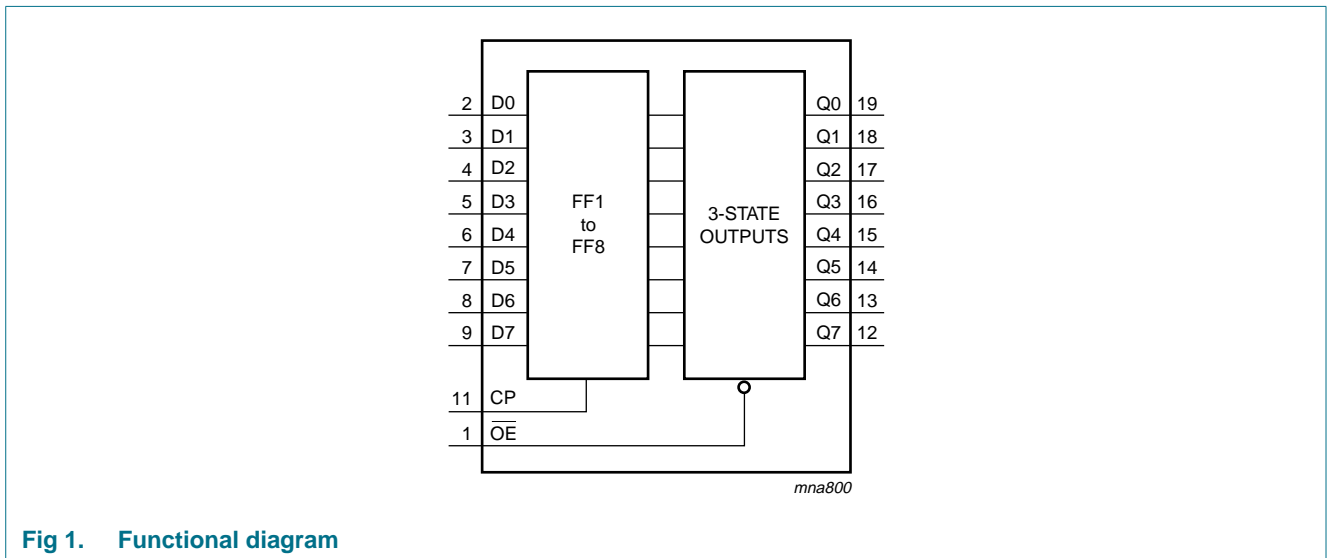 2 D0 Q0 19
3 D1 Q1 18
4 D2 Q2 17
5 D3 FF1 Q3 16
to 3-STATE
6 D4 FF8 OUTPUTS Q4 15
7 D5 Q5 14
8 D6 Q6 13
9 D7 Q7 12
11 CP
1 O̅E̅
mna800
Fig 1. Functional diagram